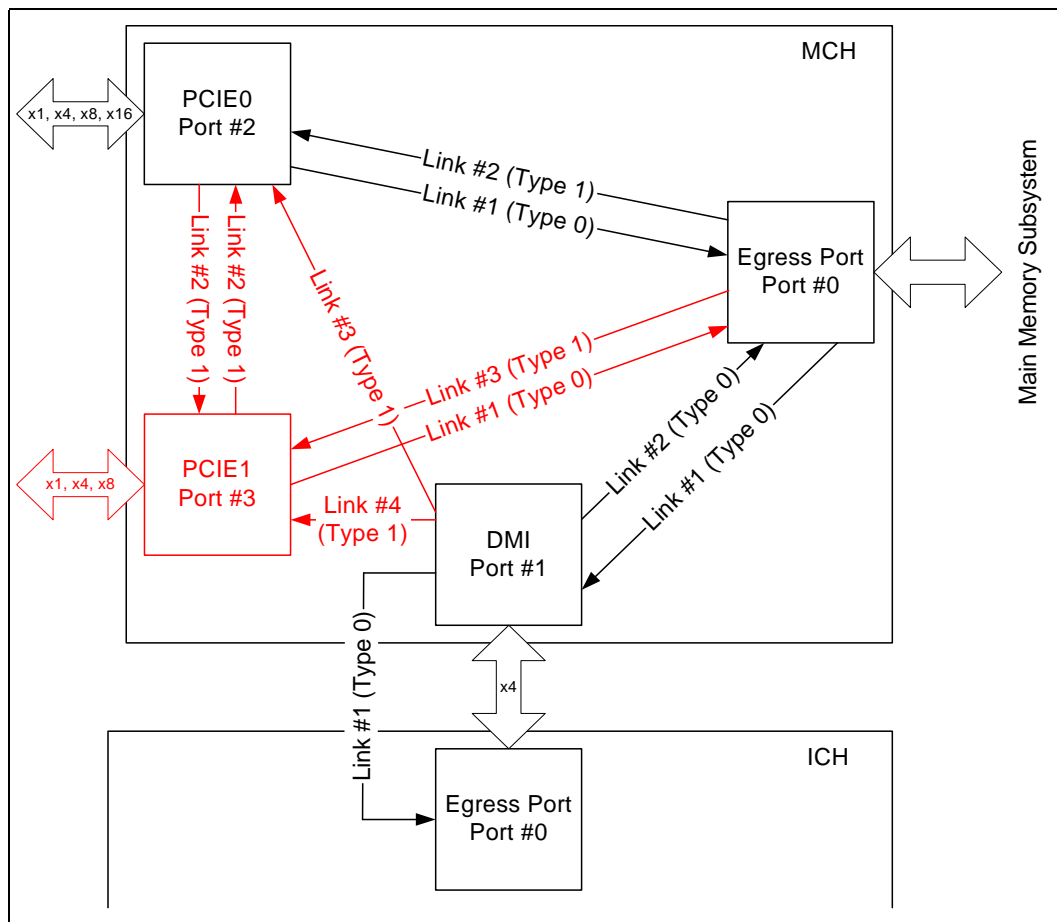 MCH
PCIE0
Port #2
x1, x4, x8, x16
Link #2 (Type 1)
Link #1 (Type 0)
Egress Port
Port #0
Main Memory Subsystem
Link #2 (Type 1)
Link #2 (Type 1)
Link #3 (Type 1)
Link #3 (Type 1)
Link #1 (Type 0)
Link #2 (Type 0)
Link #1 (Type 0)
PCIE1
Port #3
x1, x4, x8
Link #4
(Type 1)
DMI
Port #1
Link #1 (Type 0)
x4
ICH
Egress Port
Port #0